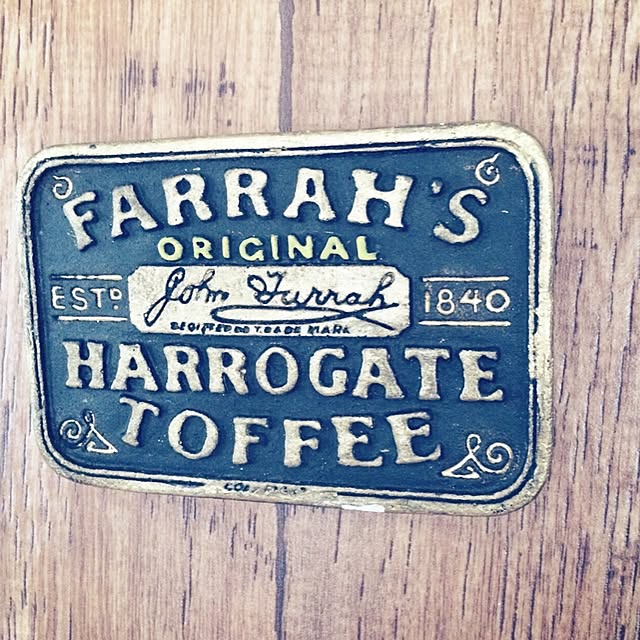 FARRAH'S
ORIGINAL
John Farrah
REGISTERED TRADE MARK
ESTD 1840
HARROGATE
TOFFEE